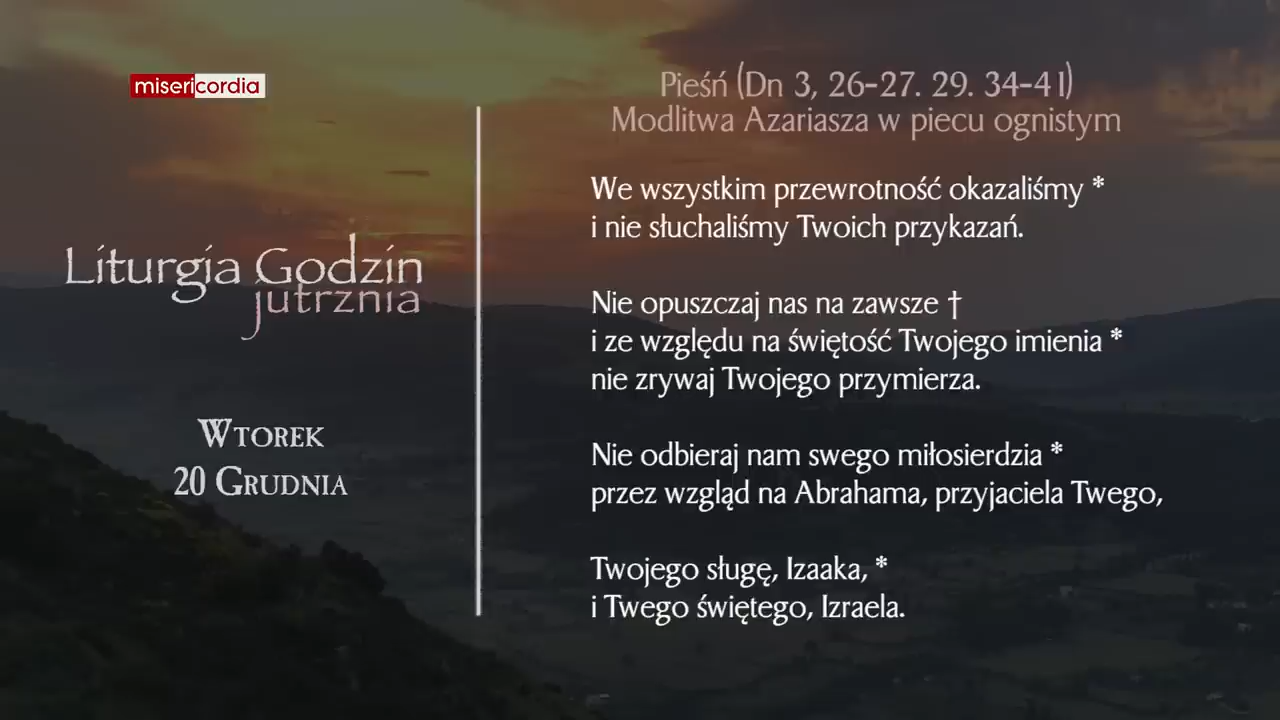 misericordia
Liturgia Godzin
jutrznia
Wtorek
20 Grudnia
Pieśń (Dn 3, 26-27. 29. 34-41)
Modlitwa Azariasza w piecu ognistym
We wszystkim przewrotność okazaliśmy *
i nie słuchaliśmy Twoich przykazań.
Nie opuszczaj nas na zawsze †
i ze względu na świętość Twojego imienia *
nie zrywaj Twojego przymierza.
Nie odbieraj nam swego miłosierdzia *
przez wzgląd na Abrahama, przyjaciela Twego,
Twojego sługę, Izaaka, *
i Twego świętego, Izraela.